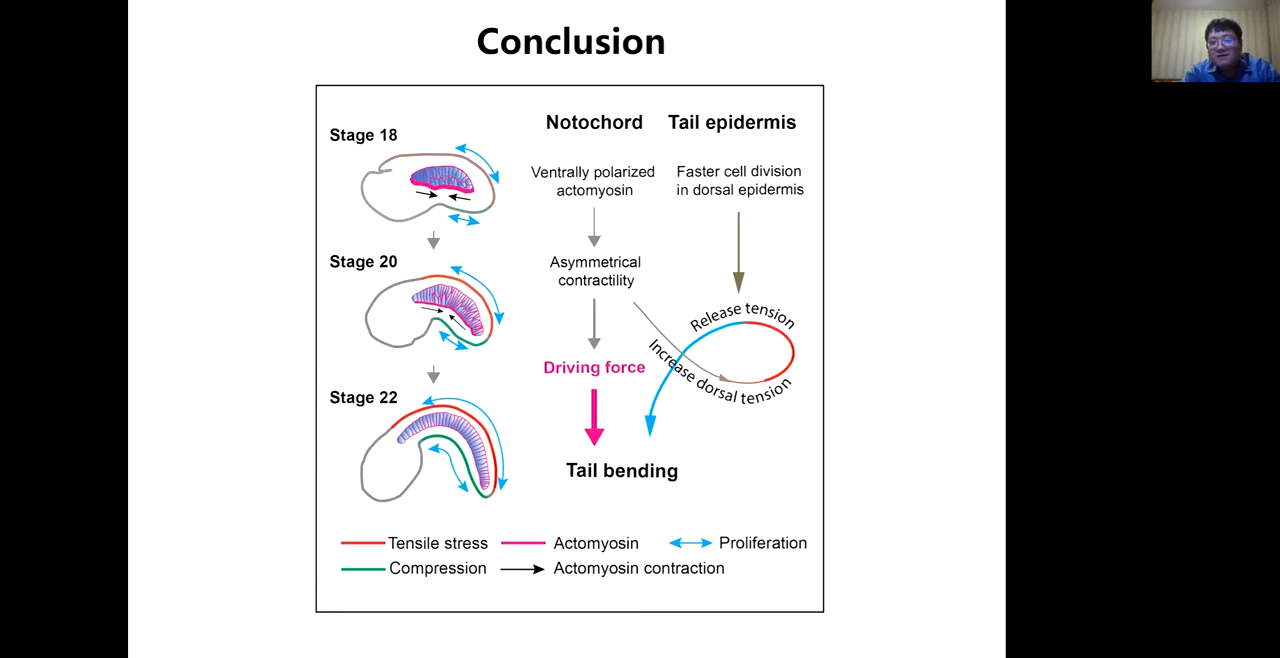 Conclusion
Notochord
Tail epidermis
Stage 18
Ventrally polarized
actomyosin
Faster cell division
in dorsal epidermis
Stage 20
Asymmetrical
contractility
Release tension
Increase dorsal tension
Driving force
Stage 22
Tail bending
Tensile stress
Actomyosin
Proliferation
Compression
Actomyosin contraction